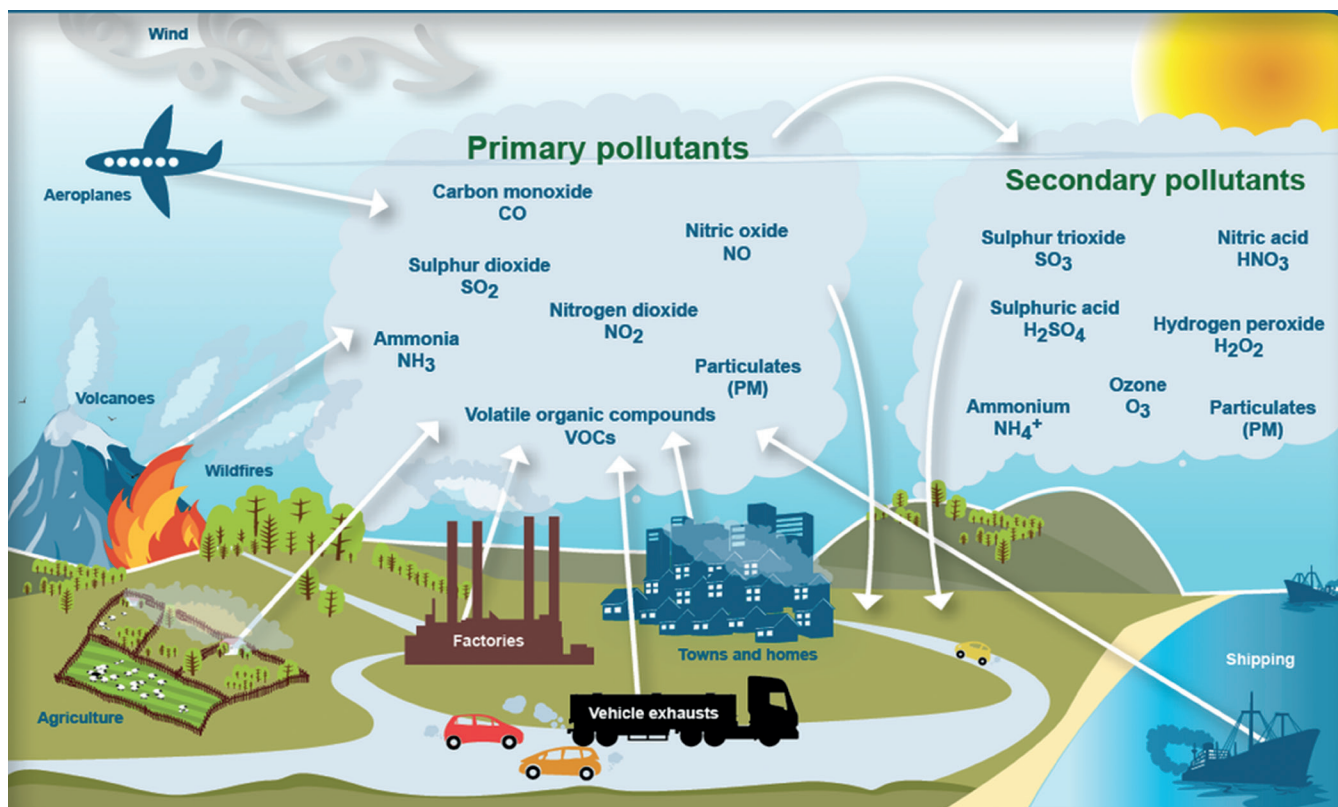 Wind
Primary pollutants
Aeroplanes
Carbon monoxide
CO
Nitric oxide
NO
Sulphur dioxide
SO2
Nitrogen dioxide
NO2
Ammonia
NH3
Particulates
(PM)
Volatile organic compounds
VOCs
Secondary pollutants
Sulphur trioxide
SO3
Nitric acid
HNO3
Sulphuric acid
H2SO4
Hydrogen peroxide
H2O2
Ozone
O3
Ammonium
NH4+
Particulates
(PM)
Volcanoes
Wildfires
Agriculture
Factories
Vehicle exhausts
Towns and homes
Shipping